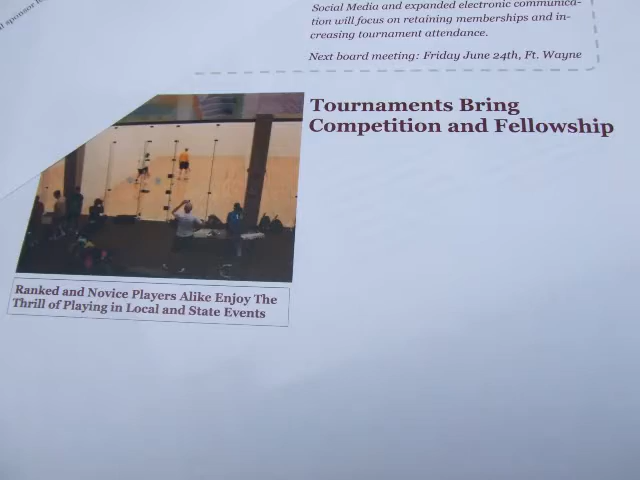 l sponsor
Social Media and expanded electronic communica-
tion will focus on retaining memberships and in-
creasing tournament attendance.
Next board meeting: Friday June 24th, Ft. Wayne
Tournaments Bring
Competition and Fellowship
Ranked and Novice Players Alike Enjoy The
Thrill of Playing in Local and State Events